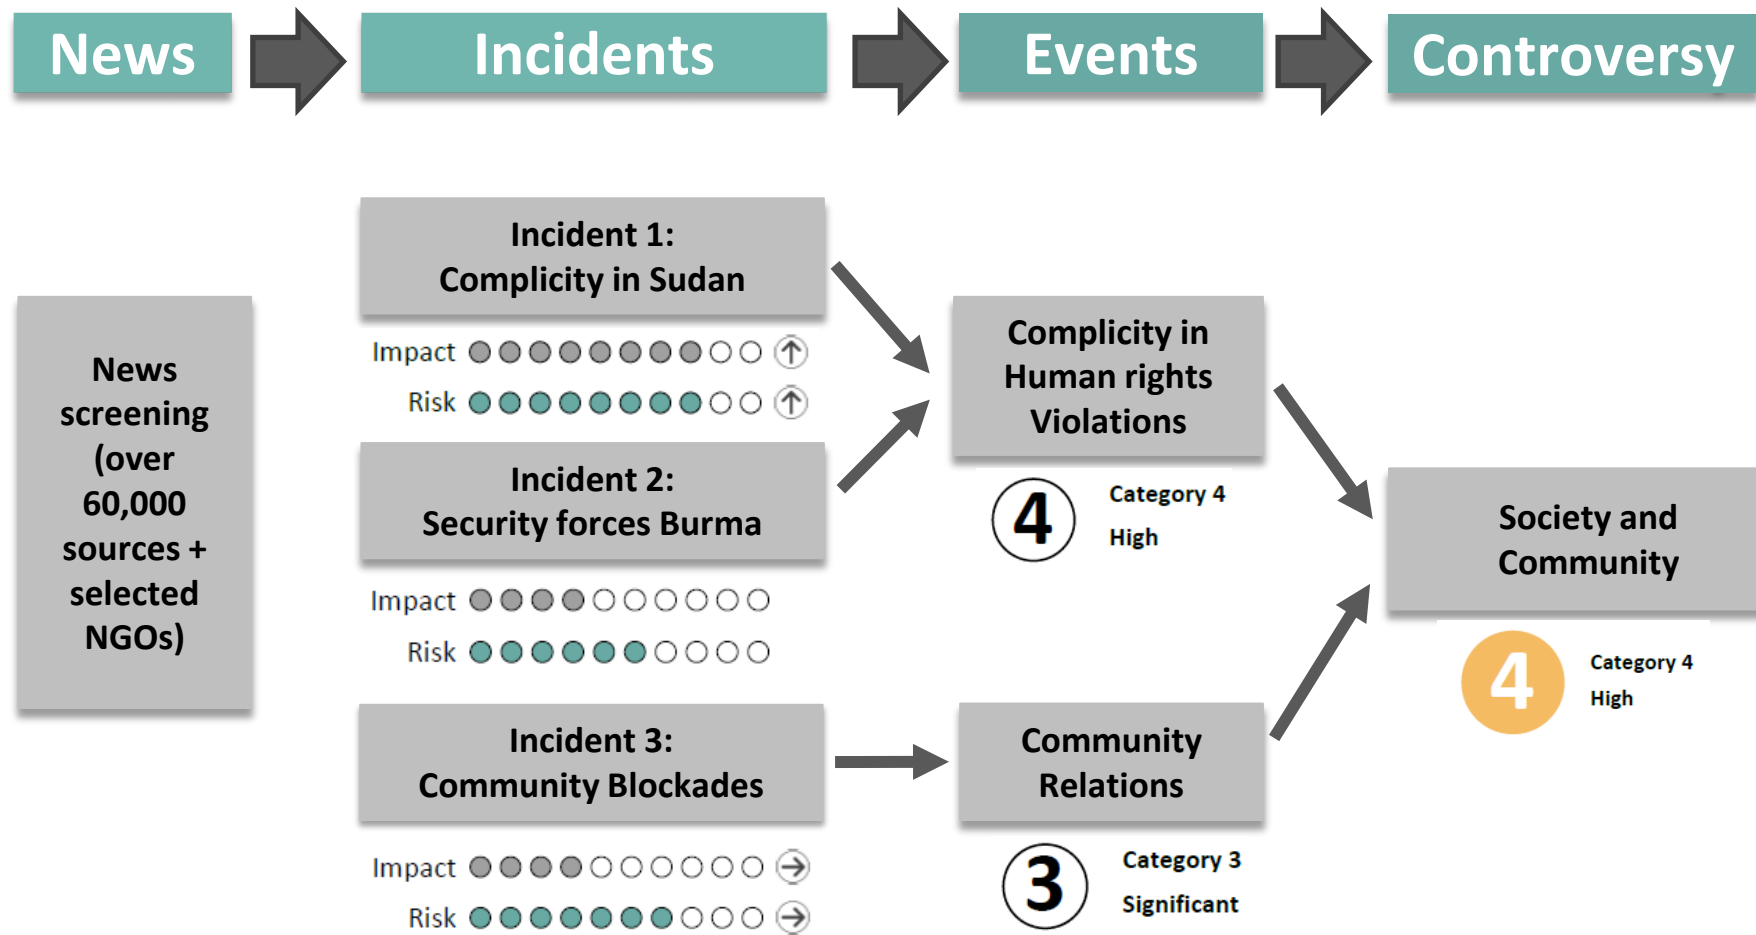 News
Incidents
Events
Controversy
News
screening
(over
60,000
sources +
selected
NGOs)
Incident 1:
Complicity in Sudan
Impact
Risk
Incident 2:
Security forces Burma
Impact
Risk
Incident 3:
Community Blockades
Impact
Risk
Complicity in
Human rights
Violations
4
Category 4
High
Community
Relations
3
Category 3
Significant
Society and
Community
4
Category 4
High